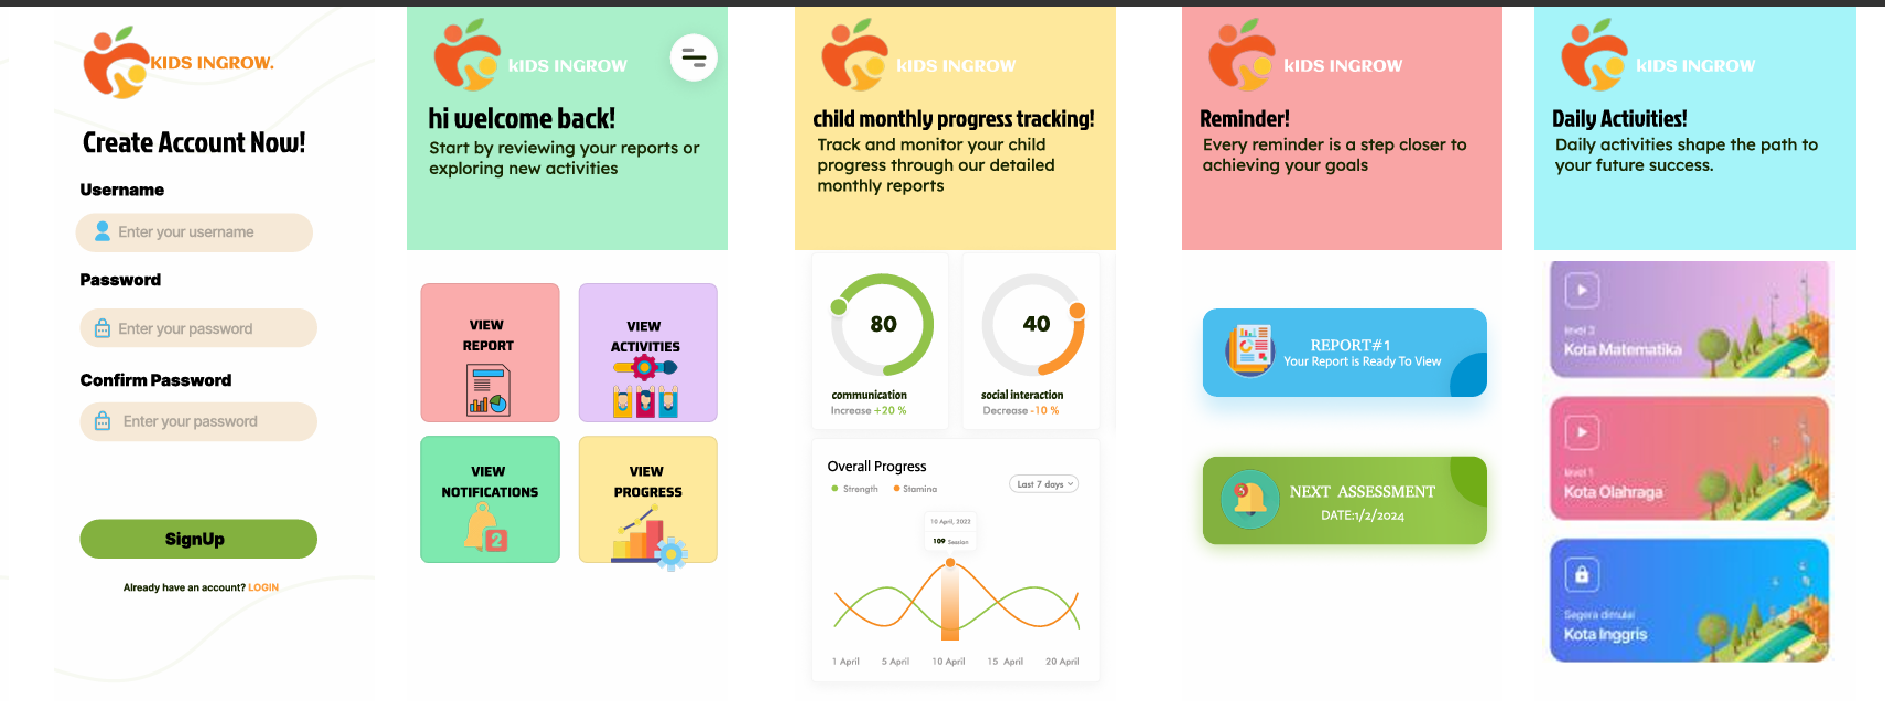 kIDS INGROW.
Create Account Now!
Username
Enter your username
Password
Enter your password
Confirm Password
Enter your password
SignUp
Already have an account? LOGIN
kIDS INGROW
hi welcome back!
Start by reviewing your reports or
exploring new activities
VIEW
REPORT
VIEW
ACTIVITIES
VIEW
NOTIFICATIONS
2
VIEW
PROGRESS
kIDS INGROW
child monthly progress tracking!
Track and monitor your child
progress through our detailed
monthly reports
80
communication
Increase +20 %
40
social interaction
Decrease -10 %
Overall Progress
Strength
Stamina
Last 7 days
10 April, 2022
109 Session
1 April
5 April
10 April
15 April
20 April
kIDS INGROW
Reminder!
Every reminder is a step closer to
achieving your goals
REPORT#1
Your Report is Ready To View
NEXT ASSESSMENT
DATE:1/2/2024
kIDS INGROW
Daily Activities!
Daily activities shape the path to
your future success.
level
Kota Matematika
level 1
Kota Olahraga
Segera dimulai
Kota Inggris